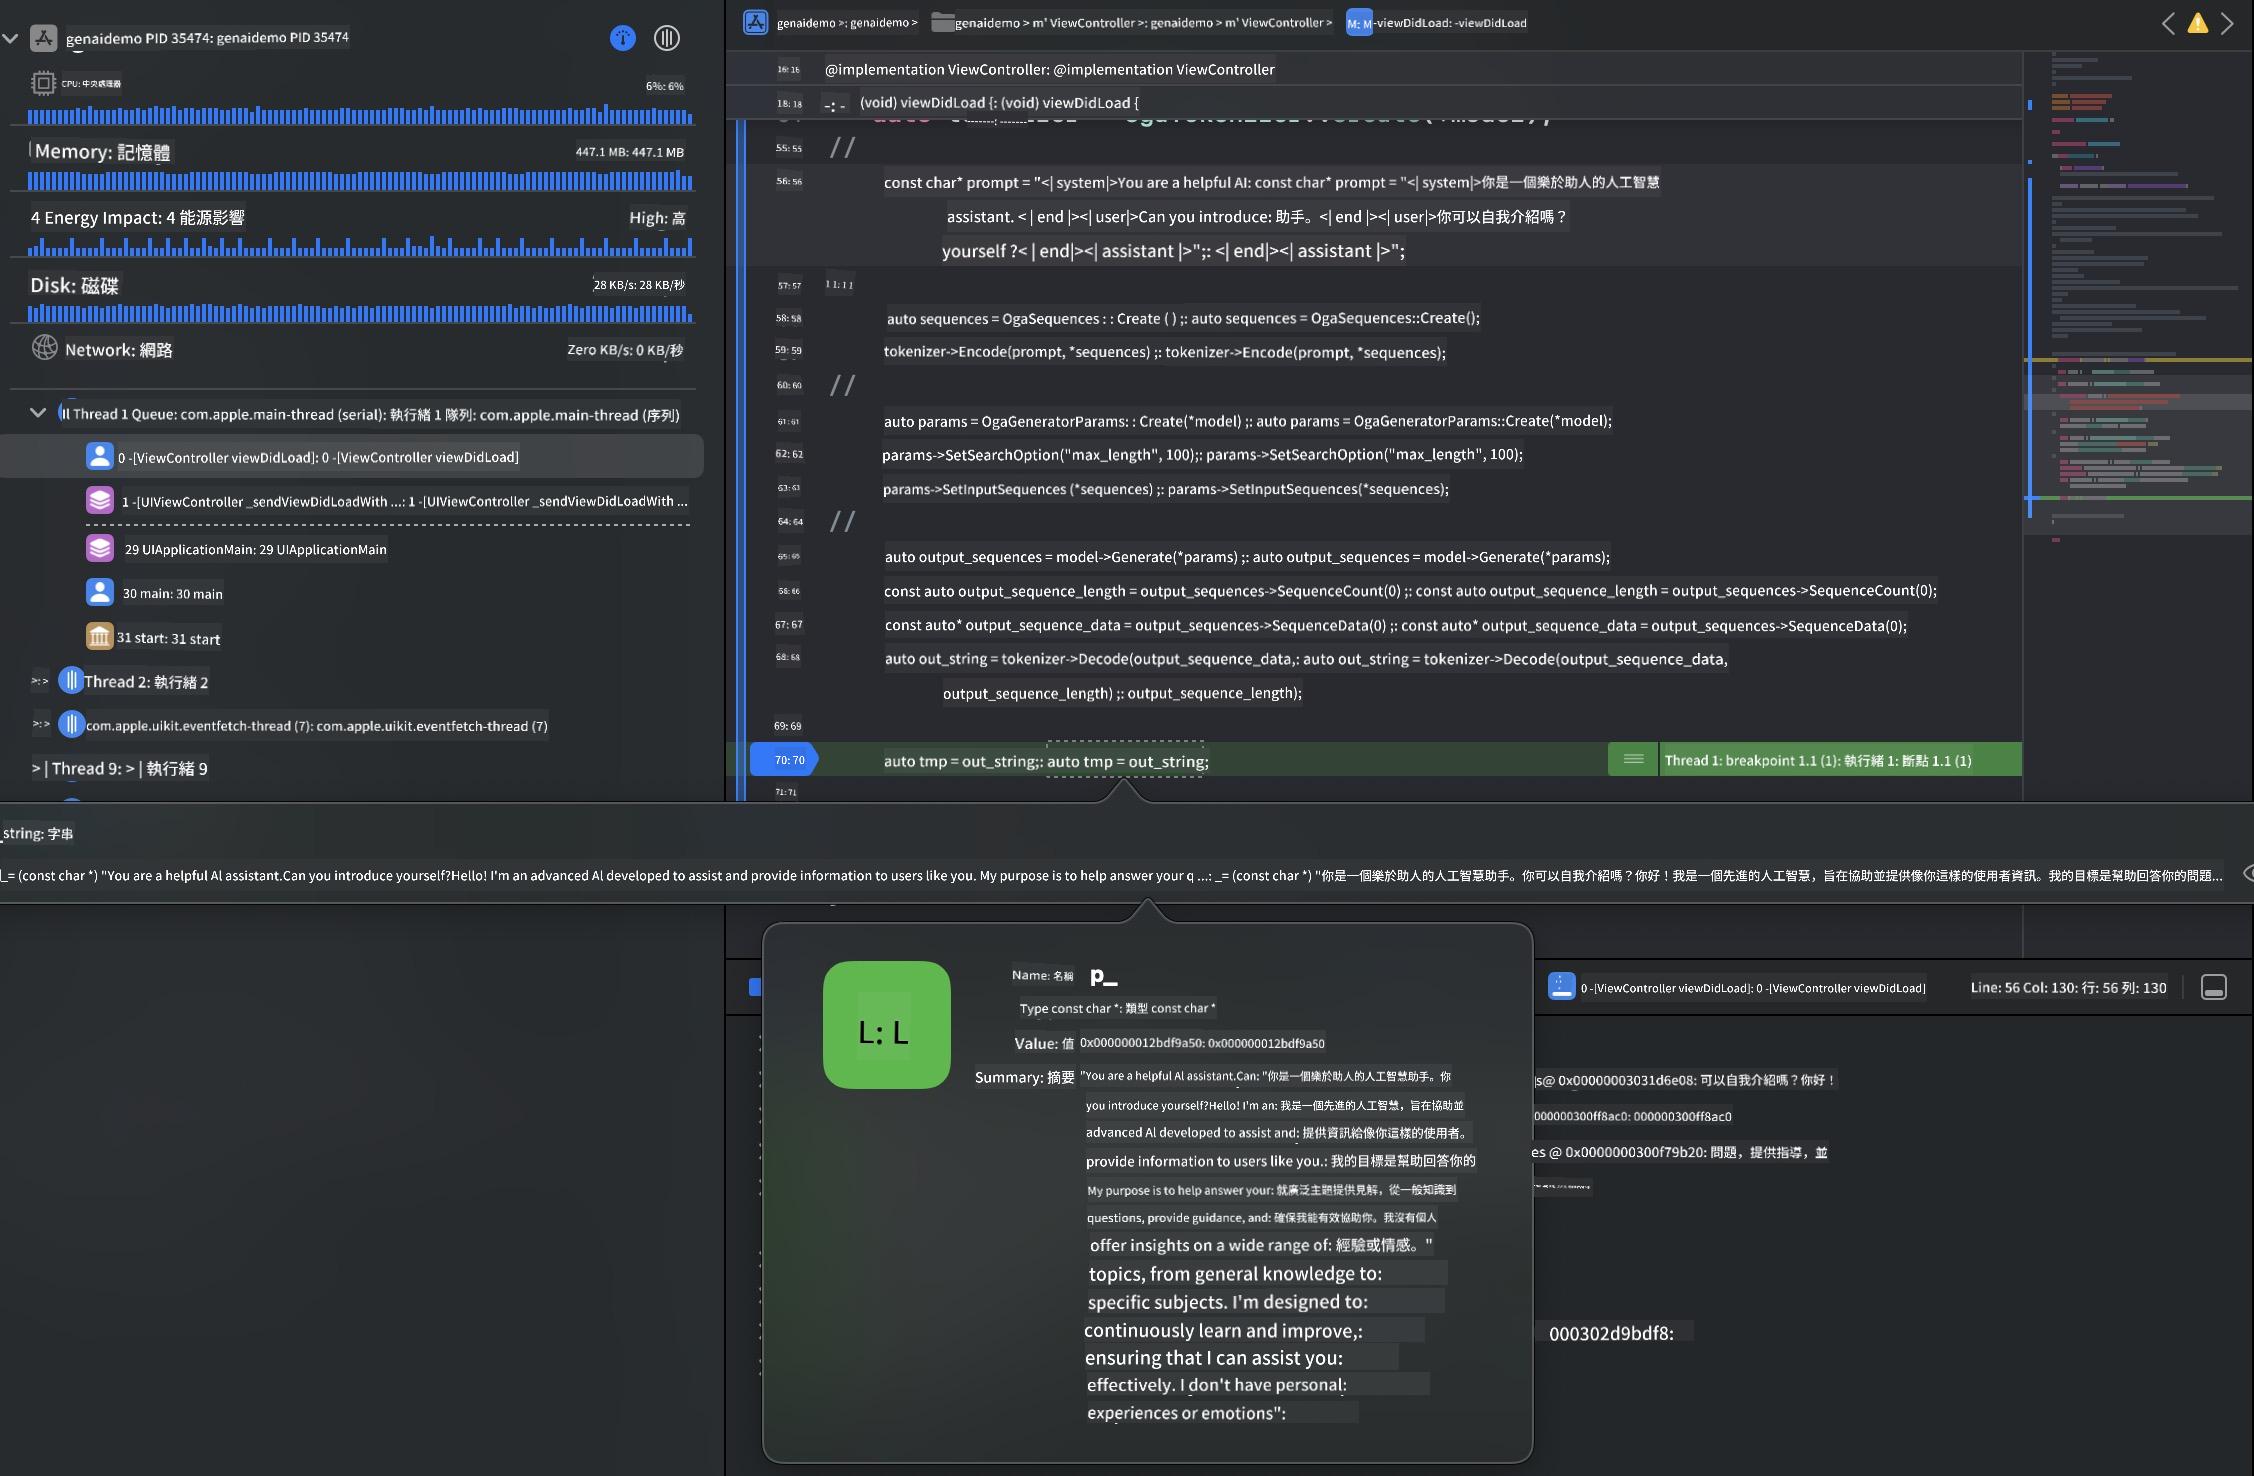 genaidemo PID 35474: genaidemo PID 35474
CPU: 中央處理器
6%: 6%
Memory: 記憶體
447.1 MB: 447.1 MB
4 Energy Impact: 4 能源影響
High: 高
Disk: 磁碟
28 KB/s: 28 KB/秒
Network: 網路
Zero KB/s: 0 KB/秒
Thread 1 Queue: com.apple.main-thread (serial): 執行緒 1 隊列: com.apple.main-thread (序列)
0 -[ViewController viewDidLoad]: 0 -[ViewController viewDidLoad]
1 -[UIViewController _sendViewDidLoadWith ...: 1 -[UIViewController _sendViewDidLoadWith ...
29 UIApplicationMain: 29 UIApplicationMain
30 main: 30 main
31 start: 31 start
>: > Thread 2: 執行緒 2
>: > com.apple.uikit.eventfetch-thread (7): com.apple.uikit.eventfetch-thread (7)
> | Thread 9: > | 執行緒 9
genaidemo >: genaidemo > genaidemo > m' ViewController >: genaidemo > m' ViewController > M: M -viewDidLoad: -viewDidLoad
16: 16 @implementation ViewController: @implementation ViewController
18: 18 -: - (void) viewDidLoad {: (void) viewDidLoad {
55: 55 //
56: 56 const char* prompt = "<| system|>You are a helpful AI: const char* prompt = "<| system|>你是一個樂於助人的人工智慧
assistant. < | end |><| user|>Can you introduce: 助手。<| end |><| user|>你可以自我介紹嗎？
yourself ?< | end|><| assistant |>";: <| end|><| assistant |>";
57: 57 11: 11
58: 58 auto sequences = OgaSequences : : Create ( ) ;: auto sequences = OgaSequences::Create();
59: 59 tokenizer->Encode(prompt, *sequences) ;: tokenizer->Encode(prompt, *sequences);
60: 60 //
61: 61 auto params = OgaGeneratorParams: : Create(*model) ;: auto params = OgaGeneratorParams::Create(*model);
62: 62 params->SetSearchOption("max_length", 100);: params->SetSearchOption("max_length", 100);
63: 63 params->SetInputSequences (*sequences) ;: params->SetInputSequences(*sequences);
64: 64 //
65: 65 auto output_sequences = model->Generate(*params) ;: auto output_sequences = model->Generate(*params);
66: 66 const auto output_sequence_length = output_sequences->SequenceCount(0) ;: const auto output_sequence_length = output_sequences->SequenceCount(0);
67: 67 const auto* output_sequence_data = output_sequences->SequenceData(0) ;: const auto* output_sequence_data = output_sequences->SequenceData(0);
68: 68 auto out_string = tokenizer->Decode(output_sequence_data,: auto out_string = tokenizer->Decode(output_sequence_data,
output_sequence_length) ;: output_sequence_length);
69: 69
70: 70 auto tmp = out_string;: auto tmp = out_string; Thread 1: breakpoint 1.1 (1): 執行緒 1: 斷點 1.1 (1)
71: 71
_string: 字串
_= (const char *) "You are a helpful Al assistant.Can you introduce yourself?Hello! I'm an advanced Al developed to assist and provide information to users like you. My purpose is to help answer your q ...: _= (const char *) "你是一個樂於助人的人工智慧助手。你可以自我介紹嗎？你好！我是一個先進的人工智慧，旨在協助並提供像你這樣的使用者資訊。我的目標是幫助回答你的問題...
L: L
Name: 名稱 p_
Type const char *: 類型 const char *
Value: 值 0x000000012bdf9a50: 0x000000012bdf9a50
Summary: 摘要 "You are a helpful Al assistant.Can: "你是一個樂於助人的人工智慧助手。你
you introduce yourself?Hello! I'm an: 我是一個先進的人工智慧，旨在協助並
advanced Al developed to assist and: 提供資訊給像你這樣的使用者。
provide information to users like you.: 我的目標是幫助回答你的
My purpose is to help answer your: 就廣泛主題提供見解，從一般知識到
questions, provide guidance, and: 確保我能有效協助你。我沒有個人
offer insights on a wide range of: 經驗或情感。"
topics, from general knowledge to:
specific subjects. I'm designed to:
continuously learn and improve,:
ensuring that I can assist you:
effectively. I don't have personal:
experiences or emotions":
0 -[ViewController viewDidLoad]: 0 -[ViewController viewDidLoad]
Line: 56 Col: 130: 行: 56 列: 130
s@ 0x00000003031d6e08: 可以自我介紹嗎？你好！
000000300ff8ac0: 000000300ff8ac0
es @ 0x0000000300f79b20: 問題，提供指導，並
000302d9bdf8: